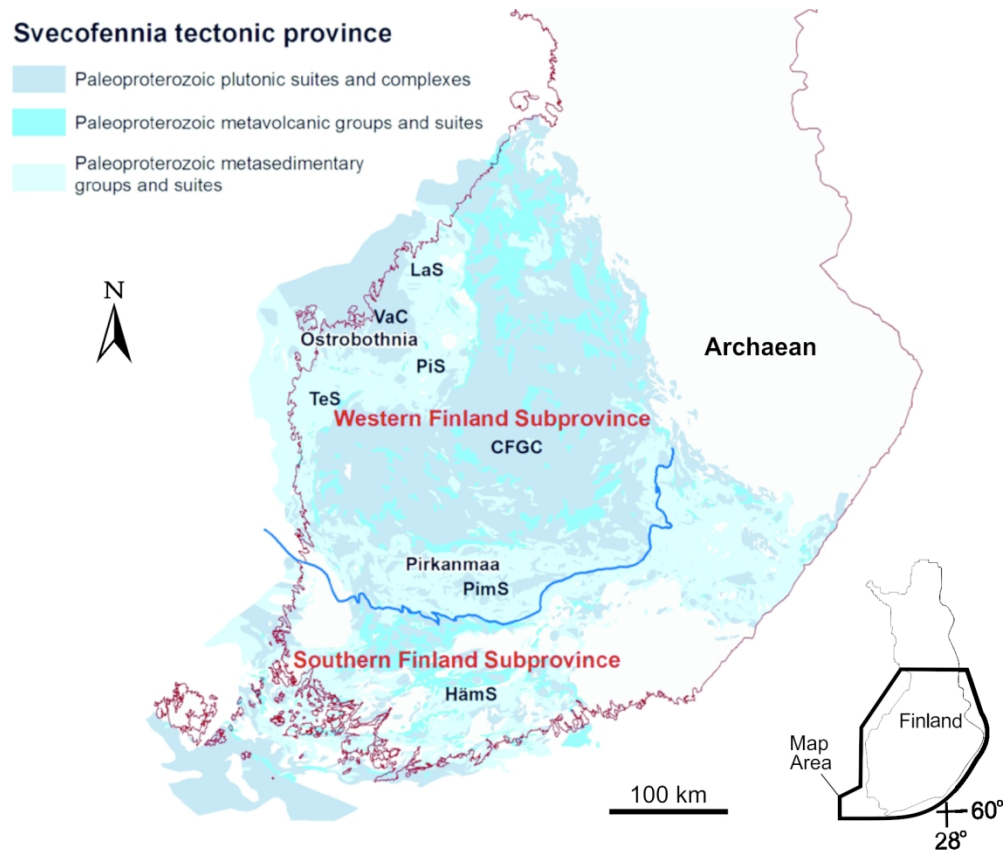 Svecofennia tectonic province
Paleoproterozoic plutonic suites and complexes
Paleoproterozoic metavolcanic groups and suites
Paleoproterozoic metasedimentary
groups and suites
N
LaS
VaC
Ostrobothnia
PiS
TeS
Archaean
Western Finland Subprovince
CFGC
Pirkanmaa
PimS
Southern Finland Subprovince
HämS
100 km
Finland
Map
Area
60°
28°